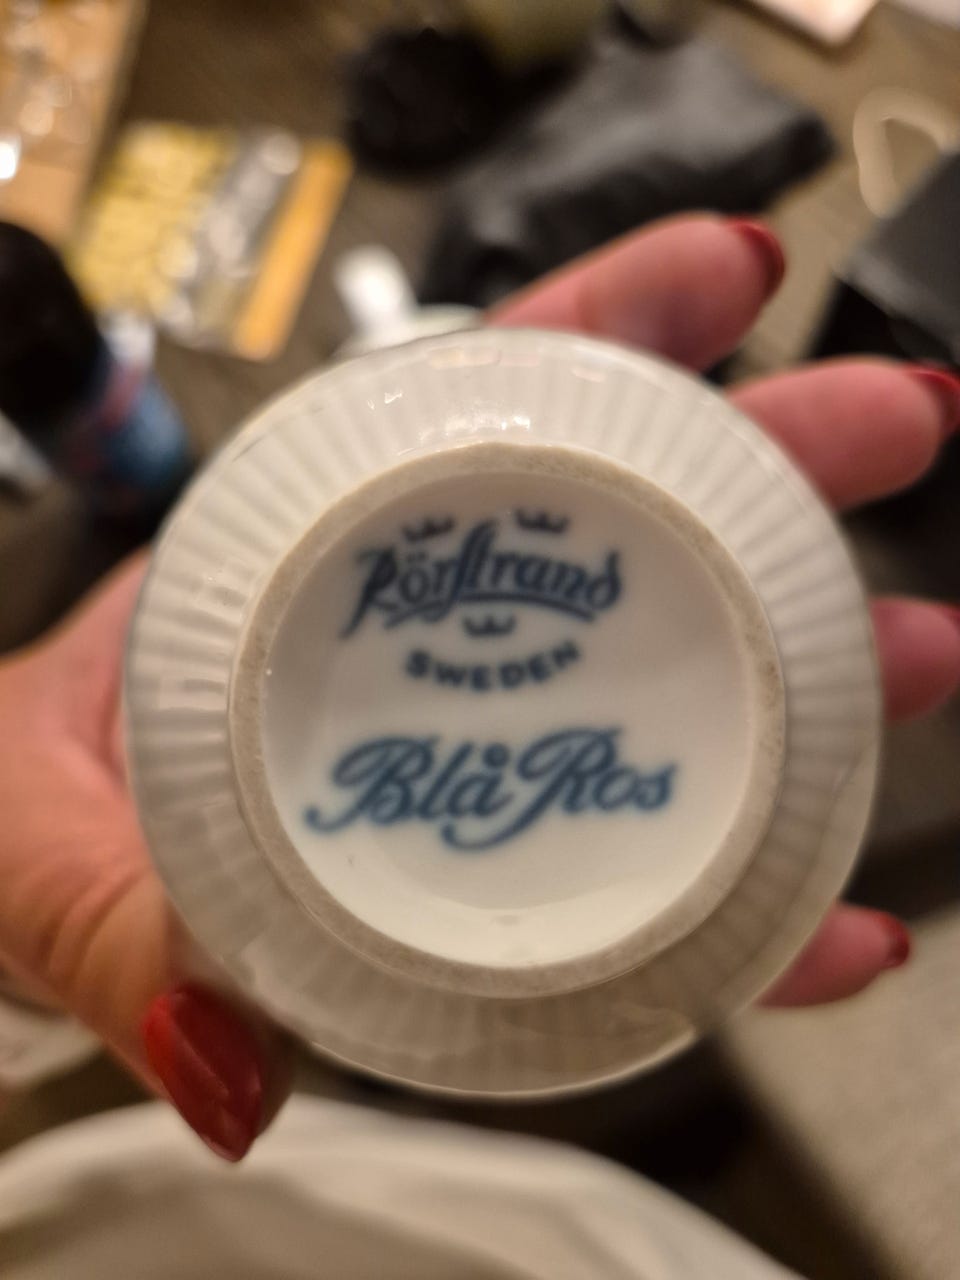 Rörstrand
SWEDEN
Blå Ros